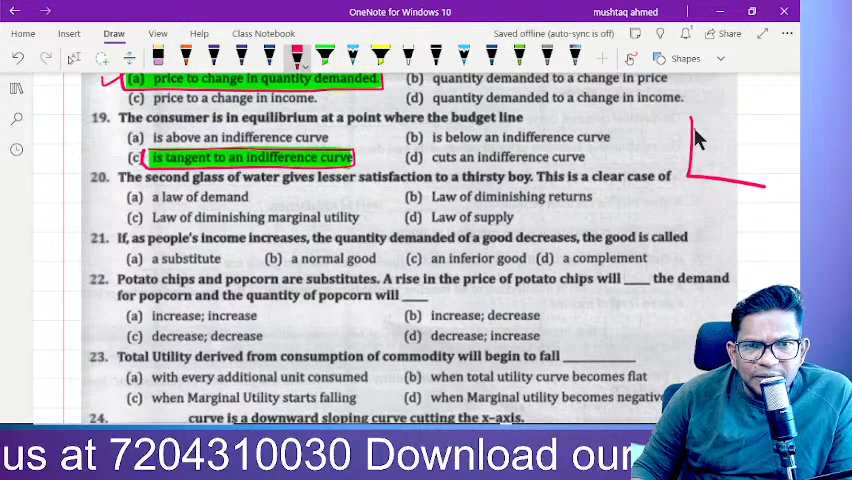 OneNote for Windows 10
mushtaq ahmed
Home Insert Draw View Help Class Notebook
Saved offline (auto-sync is off)
Share
Shapes
(a) price to change in quantity demanded.
(b) quantity demanded to a change in price
(c) price to a change in income.
(d) quantity demanded to a change in income.
19. The consumer is in equilibrium at a point where the budget line
(a) is above an indifference curve
(b) is below an indifference curve
(c) is tangent to an indifference curve
(d) cuts an indifference curve
20. The second glass of water gives lesser satisfaction to a thirsty boy. This is a clear case of
(a) a law of demand
(b) Law of diminishing returns
(c) Law of diminishing marginal utility
(d) Law of supply
21. If, as people's income increases, the quantity demanded of a good decreases, the good is called
(a) a substitute (b) a normal good (c) an inferior good (d) a complement
22. Potato chips and popcorn are substitutes. A rise in the price of potato chips will ____ the demand
for popcorn and the quantity of popcorn will ____
(a) increase; increase
(b) increase; decrease
(c) decrease; decrease
(d) decrease; increase
23. Total Utility derived from consumption of commodity will begin to fall ___________
(a) with every additional unit consumed
(b) when total utility curve becomes flat
(c) when Marginal Utility starts falling
(d) when Marginal utility becomes negative
24. ___________ curve is a downward sloping curve cutting the x-axis.
us at 7204310030 Download our